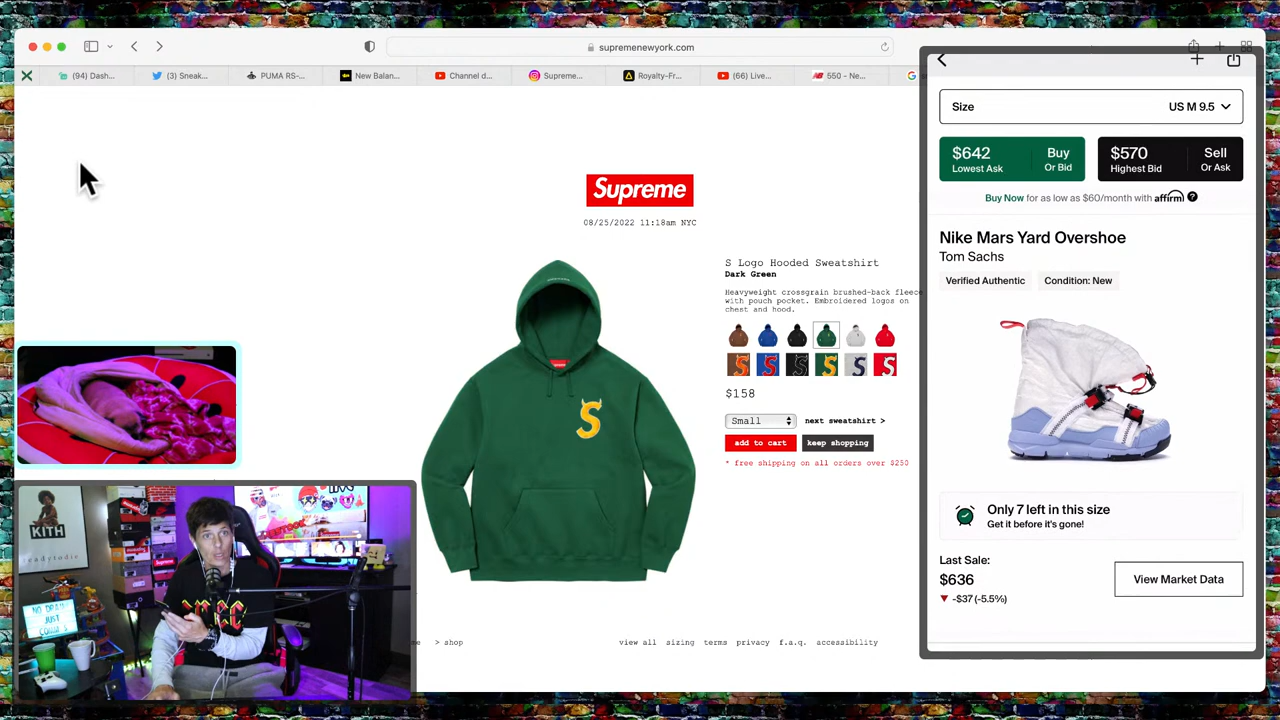 supremenewyork.com
(94) Dash...
(3) Sneak...
PUMA RS-...
New Balan...
Channel d...
Supreme...
Royalty-Fr...
(66) Live...
550 - Ne...
Supreme
08/25/2022 11:18am NYC
S Logo Hooded Sweatshirt
Dark Green
Heavyweight crossgrain brushed-back fleece
with pouch pocket. Embroidered logos on
chest and hood.
$158
Small
next sweatshirt >
add to cart
keep shopping
* free shipping on all orders over $250
> shop
view all
sizing
terms
privacy
f.a.q.
accessibility
Size
US M 9.5
$642
Lowest Ask
Buy
Or Bid
$570
Highest Bid
Sell
Or Ask
Buy Now for as low as $60/month with affirm
Nike Mars Yard Overshoe
Tom Sachs
Verified Authentic
Condition: New
Only 7 left in this size
Get it before it's gone!
Last Sale:
$636
-$37 (-5.5%)
View Market Data
KITH
readytodie
NO DRAMA
JUST